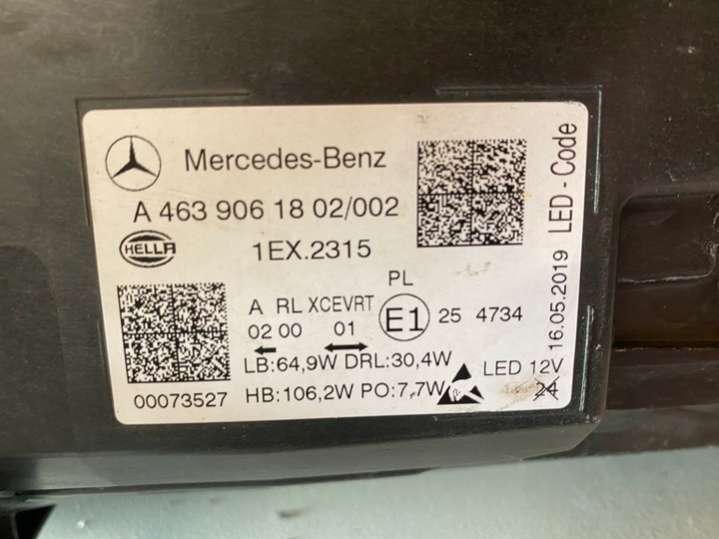 Mercedes-Benz
A 463 906 18 02/002
HELLA
1EX.2315
PL
A RL XCEVRT
02 00 01
E1
25 4734
LB:64,9W DRL:30,4W
LED 12V
00073527
HB:106,2W PO:7,7W
24
16.05.2019 LED - Code